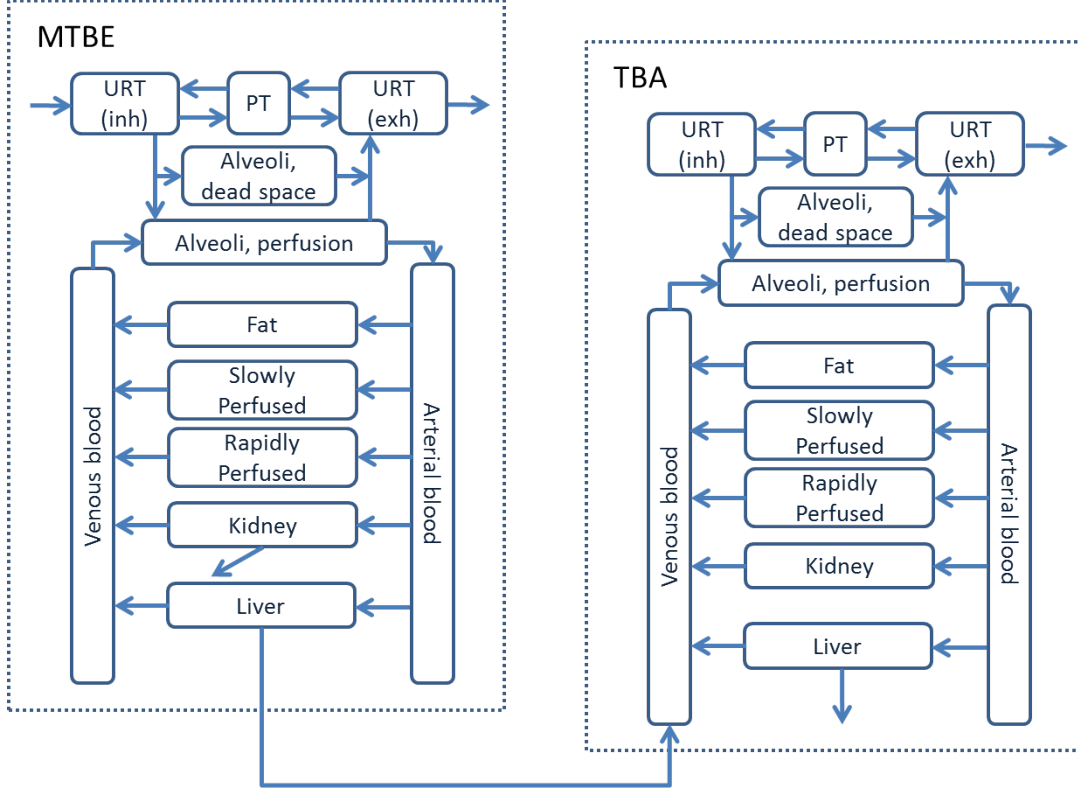 MTBE
URT
(inh)
PT
URT
(exh)
Alveoli,
dead space
Alveoli, perfusion
Venous blood
Arterial blood
Fat
Slowly
Perfused
Rapidly
Perfused
Kidney
Liver
TBA
URT
(inh)
PT
URT
(exh)
Alveoli,
dead space
Alveoli, perfusion
Venous blood
Arterial blood
Fat
Slowly
Perfused
Rapidly
Perfused
Kidney
Liver